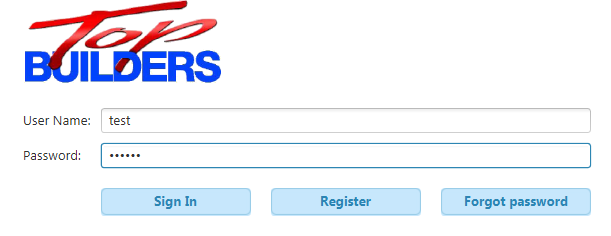 Top
BUILDERS
User Name: test
Password: ••••••
Sign In Register Forgot password